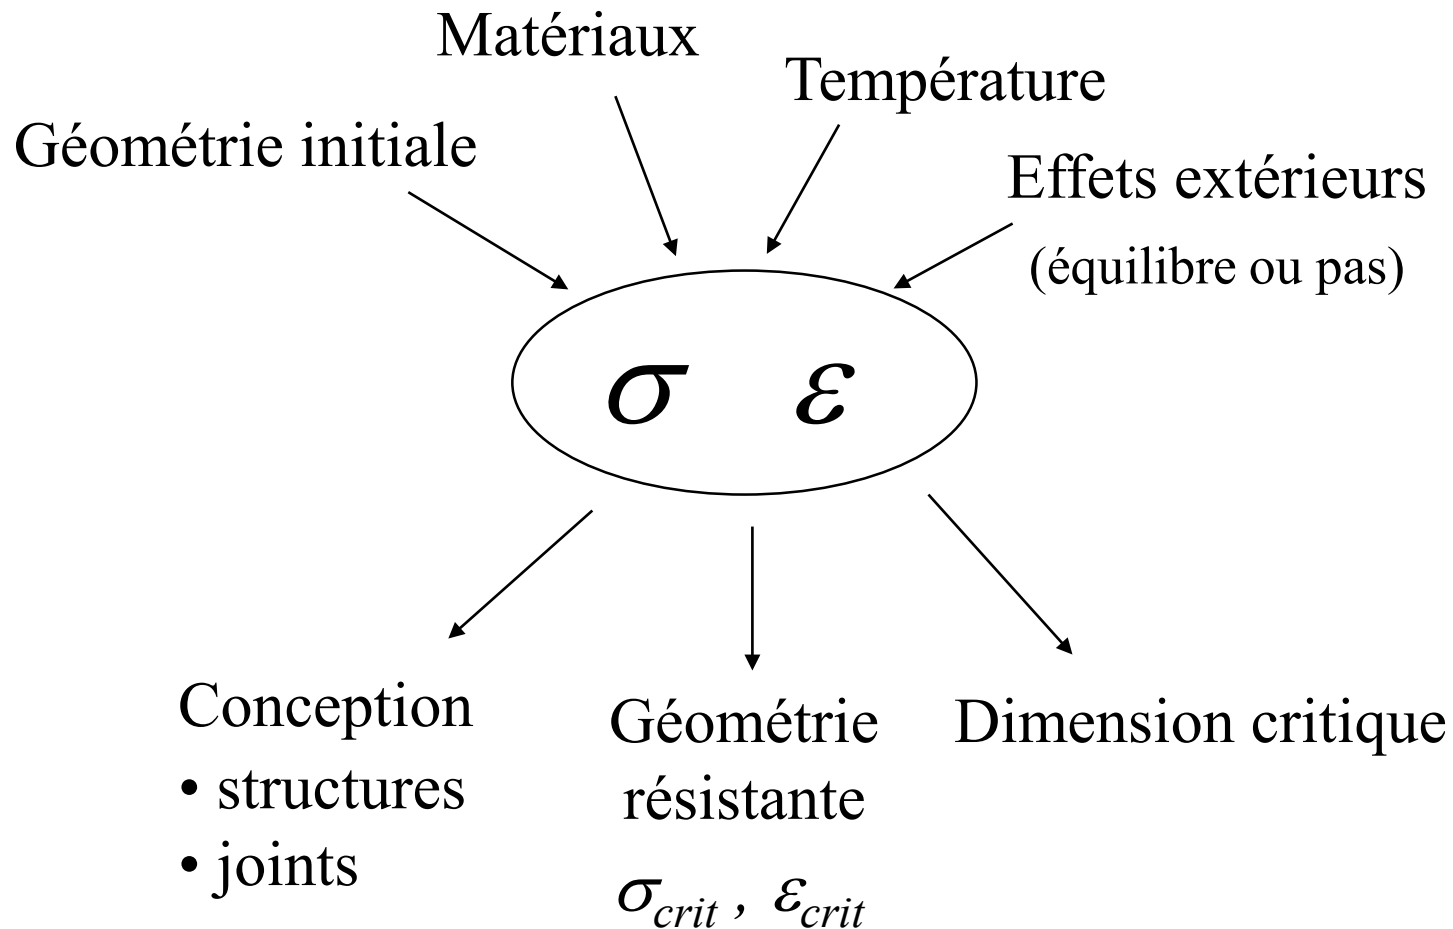 Matériaux
Température
Géométrie initiale
Effets extérieurs
(équilibre ou pas)
σ ε
Conception
• structures
• joints
Géométrie
résistante
σcrit , εcrit
Dimension critique